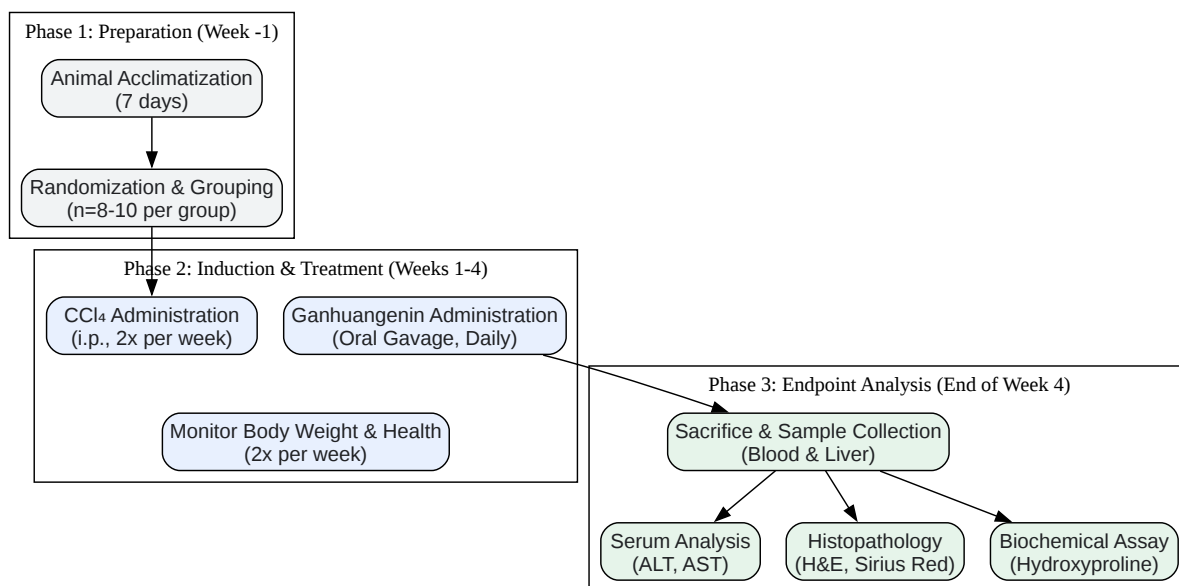 Phase 1: Preparation (Week -1)
Animal Acclimatization
(7 days)
Randomization & Grouping
(n=8-10 per group)
Phase 2: Induction & Treatment (Weeks 1-4)
CCl₄ Administration
(i.p., 2x per week)
Ganhuangenin Administration
(Oral Gavage, Daily)
Monitor Body Weight & Health
(2x per week)
Phase 3: Endpoint Analysis (End of Week 4)
Sacrifice & Sample Collection
(Blood & Liver)
Serum Analysis
(ALT, AST)
Histopathology
(H&E, Sirius Red)
Biochemical Assay
(Hydroxyproline)